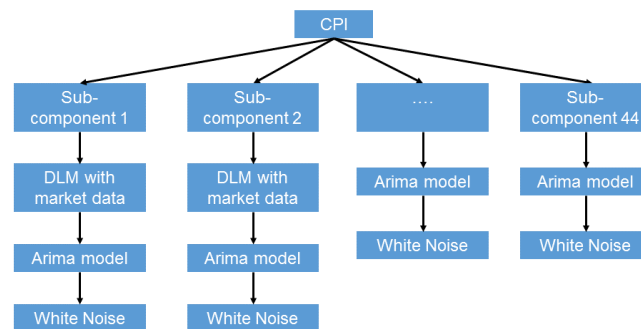 CPI
Sub-
component 1
Sub-
component 2
....
Sub-
component 44
DLM with
market data
DLM with
market data
Arima model
Arima model
Arima model
Arima model
White Noise
White Noise
White Noise
White Noise